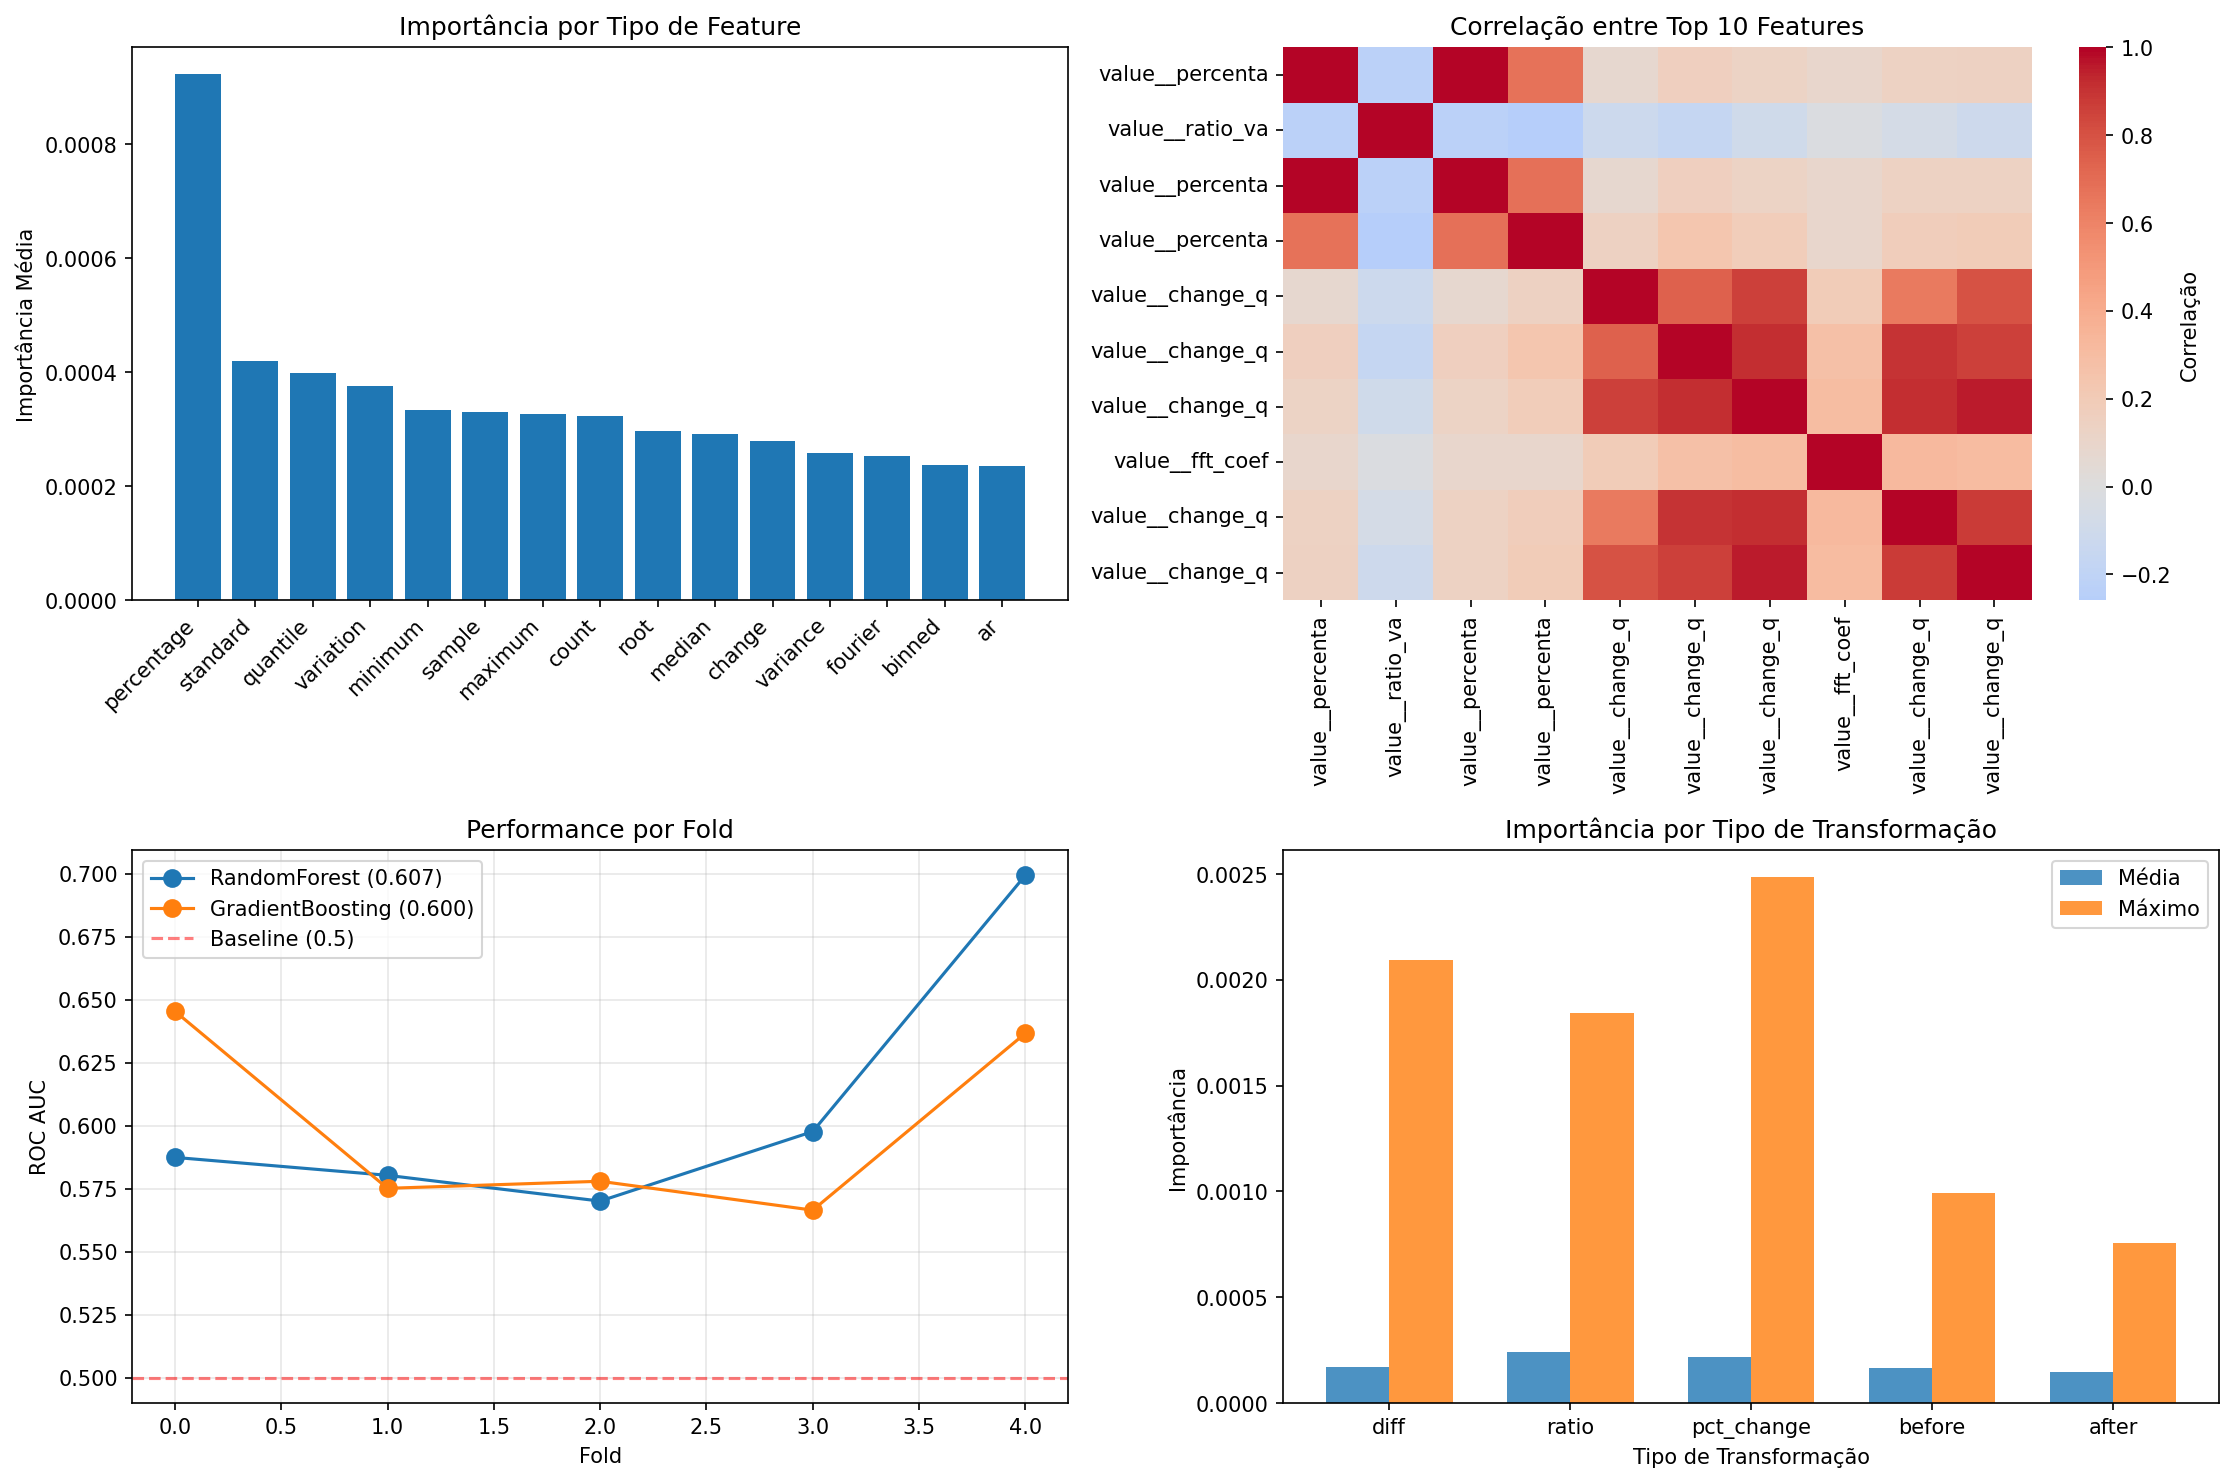 Importância por Tipo de Feature
Importância Média
0.0008
0.0006
0.0004
0.0002
0.0000
percentage
standard
quantile
variation
minimum
sample
maximum
count
root
median
change
variance
fourier
binned
ar
Correlação entre Top 10 Features
value__percenta
value__ratio_va
value__percenta
value__percenta
value__change_q
value__change_q
value__change_q
value__fft_coef
value__change_q
value__change_q
value__percenta
value__ratio_va
value__percenta
value__percenta
value__change_q
value__change_q
value__change_q
value__fft_coef
value__change_q
value__change_q
1.0
0.8
0.6
0.4
0.2
0.0
−0.2
Correlação
Performance por Fold
RandomForest (0.607)
GradientBoosting (0.600)
Baseline (0.5)
ROC AUC
0.700
0.675
0.650
0.625
0.600
0.575
0.550
0.525
0.500
0.0 0.5 1.0 1.5 2.0 2.5 3.0 3.5 4.0
Fold
Importância por Tipo de Transformação
Média
Máximo
Importância
0.0025
0.0020
0.0015
0.0010
0.0005
0.0000
diff ratio pct_change before after
Tipo de Transformação